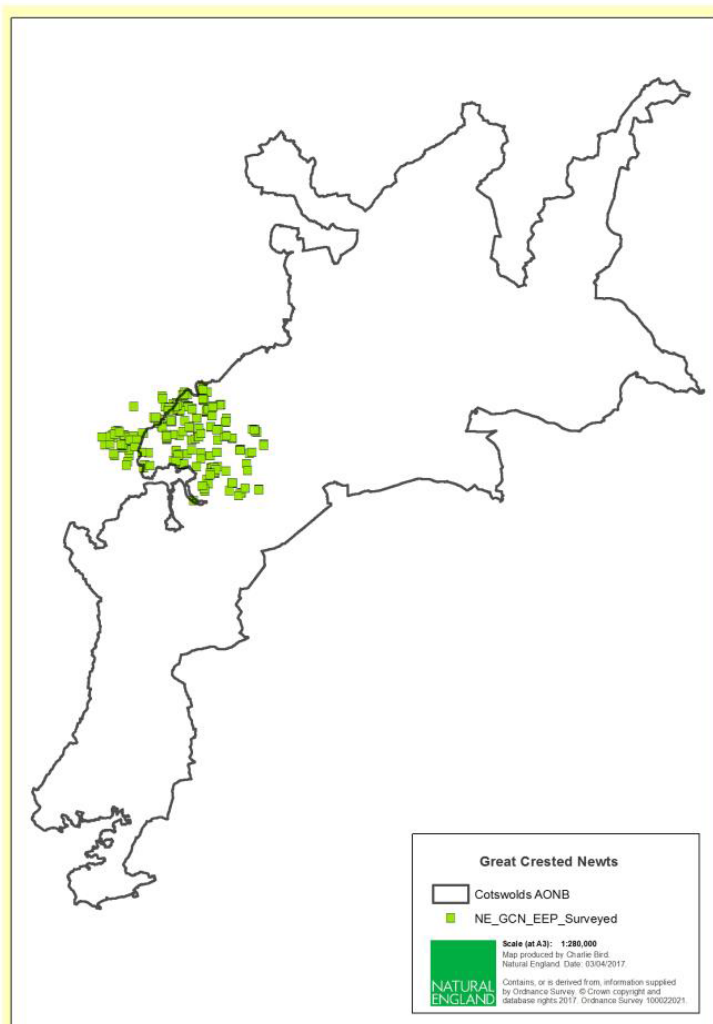 Great Crested Newts
Cotswolds AONB
NE_GCN_EEP_Surveyed
Scale (at A3): 1:280,000
Map produced by Charlie Bird.
Natural England. Date: 03/04/2017.
Contains, or is derived from, information supplied
by Ordnance Survey. © Crown copyright and
database rights 2017. Ordnance Survey 100022021.
NATURAL
ENGLAND